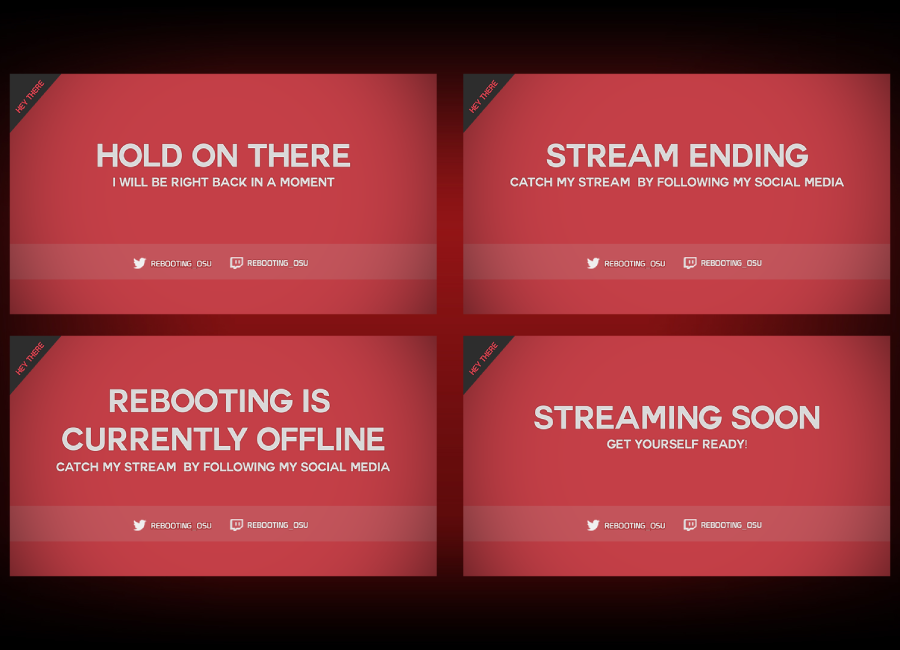 HEY THERE
HOLD ON THERE
I WILL BE RIGHT BACK IN A MOMENT
REBOOTING_OSU REBOOTING_OSU
HEY THERE
STREAM ENDING
CATCH MY STREAM BY FOLLOWING MY SOCIAL MEDIA
REBOOTING_OSU REBOOTING_OSU
HEY THERE
REBOOTING IS
CURRENTLY OFFLINE
CATCH MY STREAM BY FOLLOWING MY SOCIAL MEDIA
REBOOTING_OSU REBOOTING_OSU
HEY THERE
STREAMING SOON
GET YOURSELF READY!
REBOOTING_OSU REBOOTING_OSU